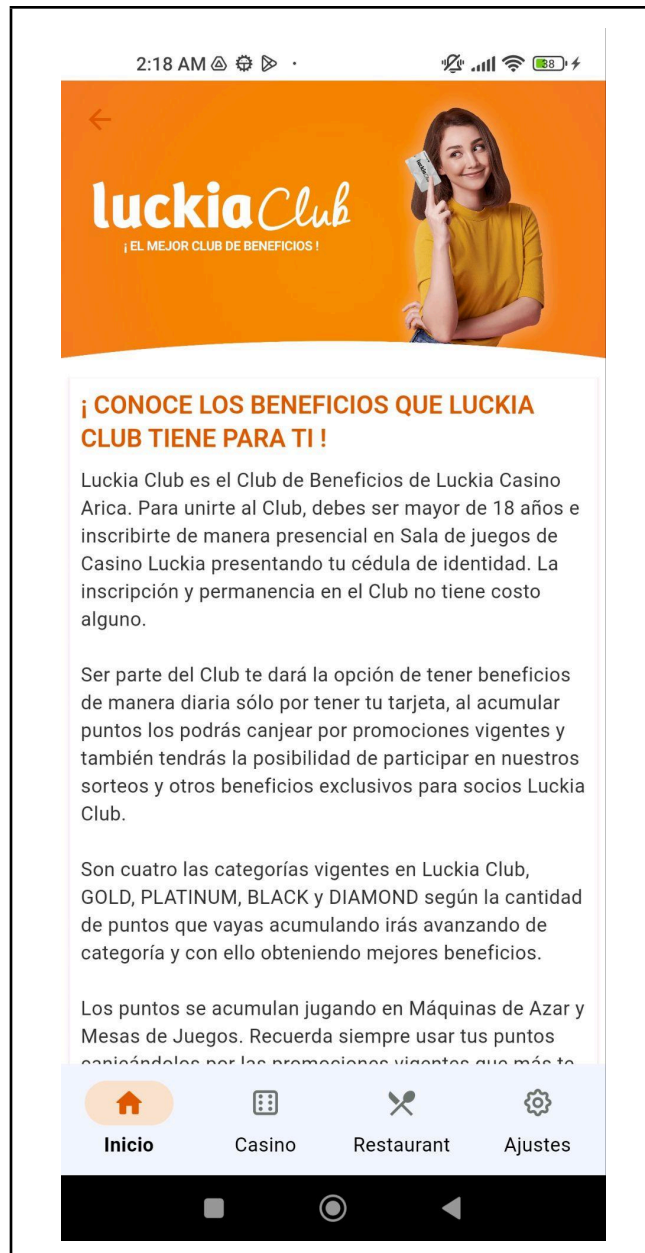 2:18 AM
38
luckia Club
¡ EL MEJOR CLUB DE BENEFICIOS !
¡ CONOCE LOS BENEFICIOS QUE LUCKIA
CLUB TIENE PARA TI !
Luckia Club es el Club de Beneficios de Luckia Casino
Arica. Para unirte al Club, debes ser mayor de 18 años e
inscribirte de manera presencial en Sala de juegos de
Casino Luckia presentando tu cédula de identidad. La
inscripción y permanencia en el Club no tiene costo
alguno.
Ser parte del Club te dará la opción de tener beneficios
de manera diaria sólo por tener tu tarjeta, al acumular
puntos los podrás canjear por promociones vigentes y
también tendrás la posibilidad de participar en nuestros
sorteos y otros beneficios exclusivos para socios Luckia
Club.
Son cuatro las categorías vigentes en Luckia Club,
GOLD, PLATINUM, BLACK y DIAMOND según la cantidad
de puntos que vayas acumulando irás avanzando de
categoría y con ello obteniendo mejores beneficios.
Los puntos se acumulan jugando en Máquinas de Azar y
Mesas de Juegos. Recuerda siempre usar tus puntos
canjeándolos por las promociones vigentes que más te
Inicio
Casino
Restaurant
Ajustes